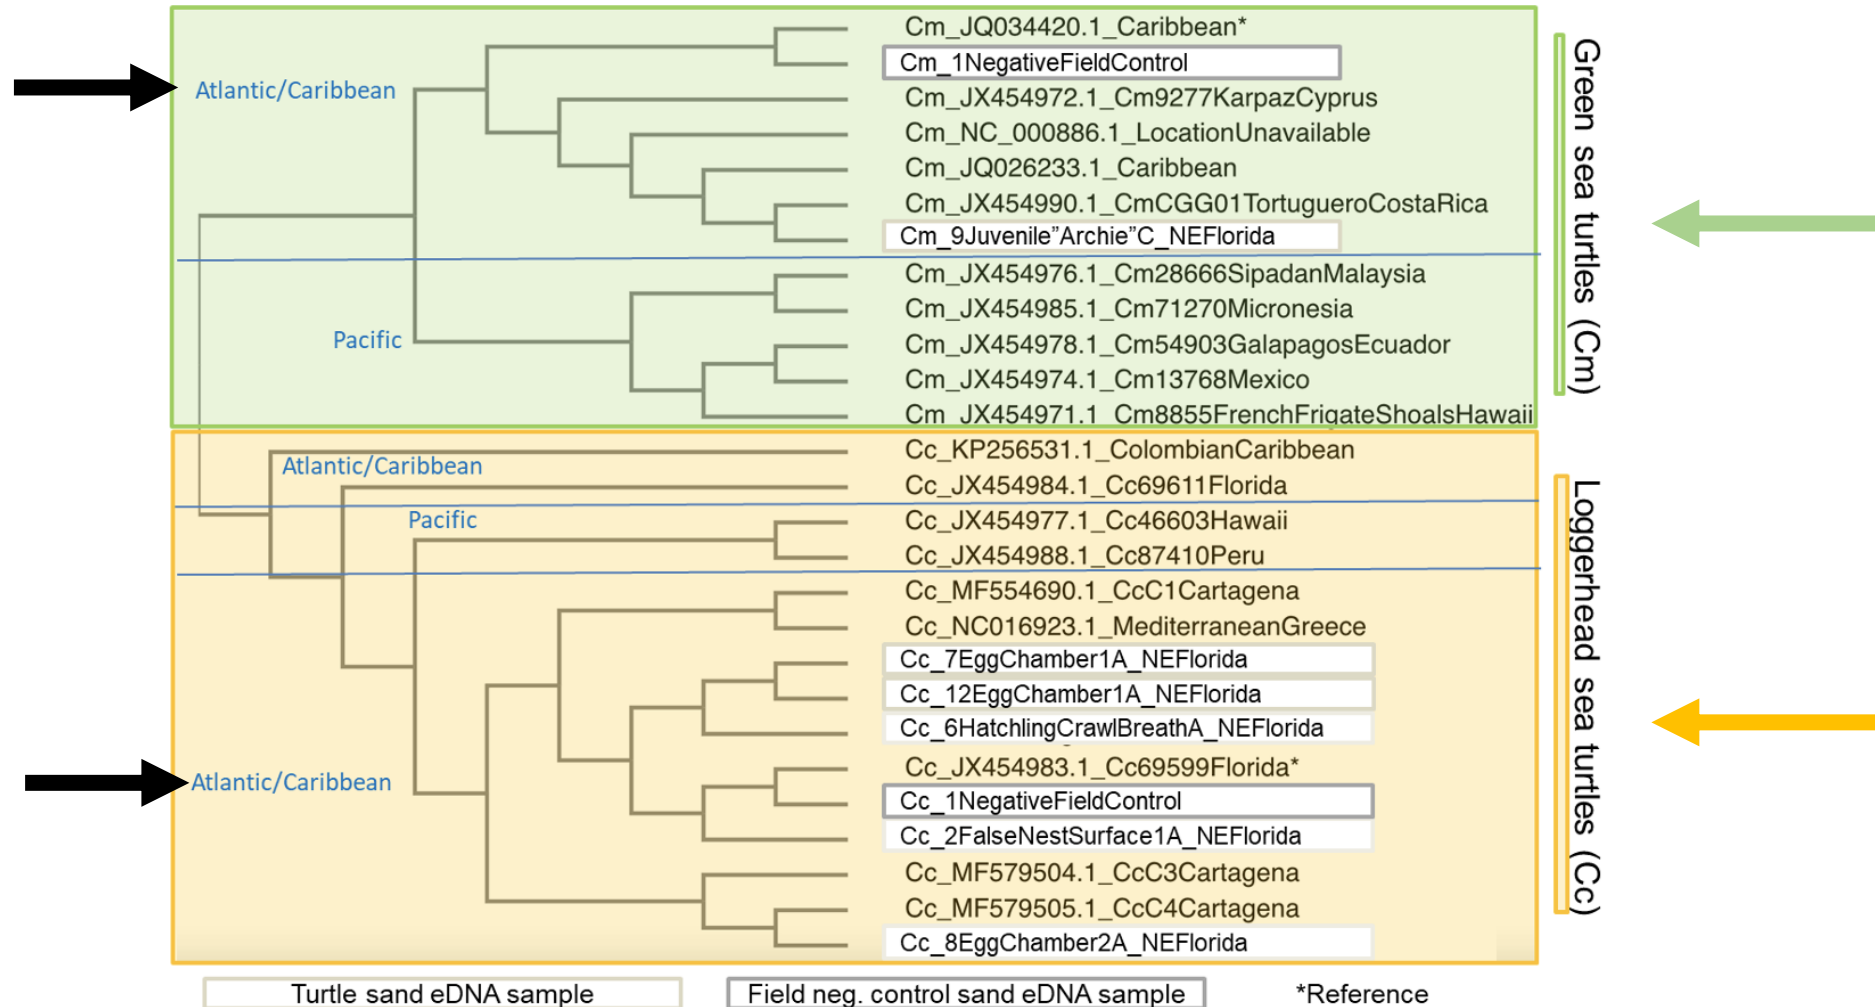 Cm_JQ034420.1_Caribbean*
Cm_1NegativeFieldControl
Atlantic/Caribbean
Cm_JX454972.1_Cm9277KarpazCyprus
Cm_NC_000886.1_LocationUnavailable
Cm_JQ026233.1_Caribbean
Cm_JX454990.1_CmCGG01TortugueroCostaRica
Cm_9Juvenile”Archie”C_NEFlorida
Cm_JX454976.1_Cm28666SipadanMalaysia
Cm_JX454985.1_Cm71270Micronesia
Pacific
Cm_JX454978.1_Cm54903GalapagosEcuador
Cm_JX454974.1_Cm13768Mexico
Cm_JX454971.1_Cm8855FrenchFrigateShoalsHawaii
Green sea turtles (Cm)
Cc_KP256531.1_ColombianCaribbean
Atlantic/Caribbean
Cc_JX454984.1_Cc69611Florida
Pacific
Cc_JX454977.1_Cc46603Hawaii
Cc_JX454988.1_Cc87410Peru
Cc_MF554690.1_CcC1Cartagena
Cc_NC016923.1_MediterraneanGreece
Cc_7EggChamber1A_NEFlorida
Cc_12EggChamber1A_NEFlorida
Cc_6HatchlingCrawlBreathA_NEFlorida
Cc_JX454983.1_Cc69599Florida*
Atlantic/Caribbean
Cc_1NegativeFieldControl
Cc_2FalseNestSurface1A_NEFlorida
Cc_MF579504.1_CcC3Cartagena
Cc_MF579505.1_CcC4Cartagena
Cc_8EggChamber2A_NEFlorida
Loggerhead sea turtles (Cc)
Turtle sand eDNA sample
Field neg. control sand eDNA sample
*Reference